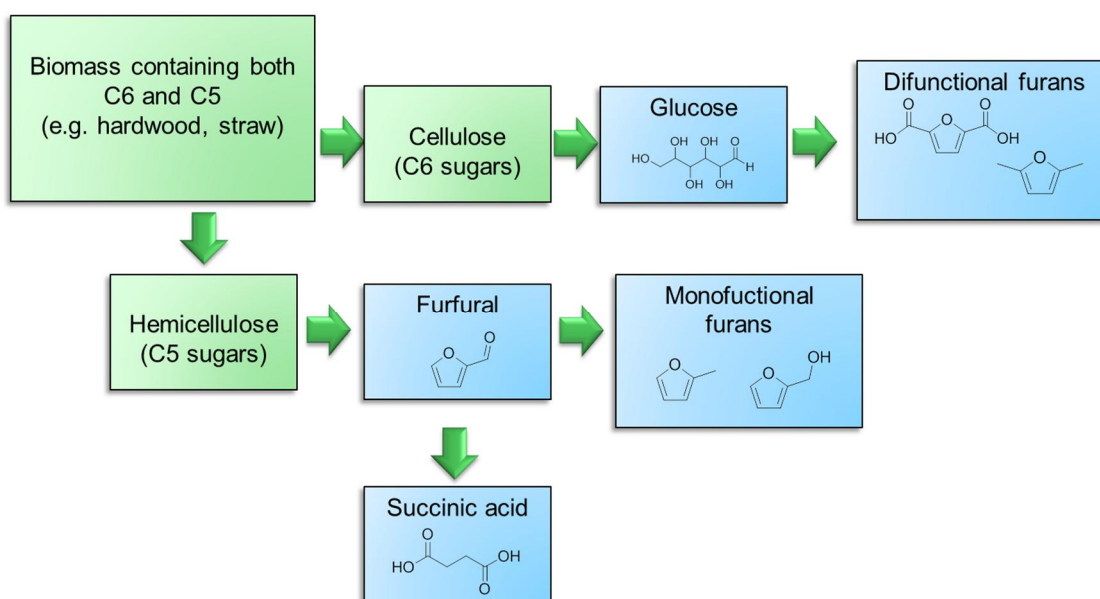 Biomass containing both
C6 and C5
(e.g. hardwood, straw)
Cellulose
(C6 sugars)
Glucose
OH OH O
HO H
OH OH
Difunctional furans
O O O
HO OH
O
Hemicellulose
(C5 sugars)
Furfural
O O
Monofuctional
furans
O O OH
Succinic acid
O
HO OH
O